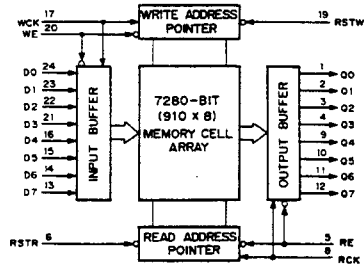 WCK 17
WE 20
WRITE ADDRESS
POINTER
19 RSTW
D0 24
D1 23
D2 22
D3 21
D4 16
D5 15
D6 14
D7 13
INPUT BUFFER
7280-BIT
(910 x 8)
MEMORY CELL
ARRAY
OUTPUT BUFFER
1 Q0
2 Q1
3 Q2
4 Q3
9 Q4
10 Q5
11 Q6
12 Q7
RSTR 6
READ ADDRESS
POINTER
5 RE
8 RCK